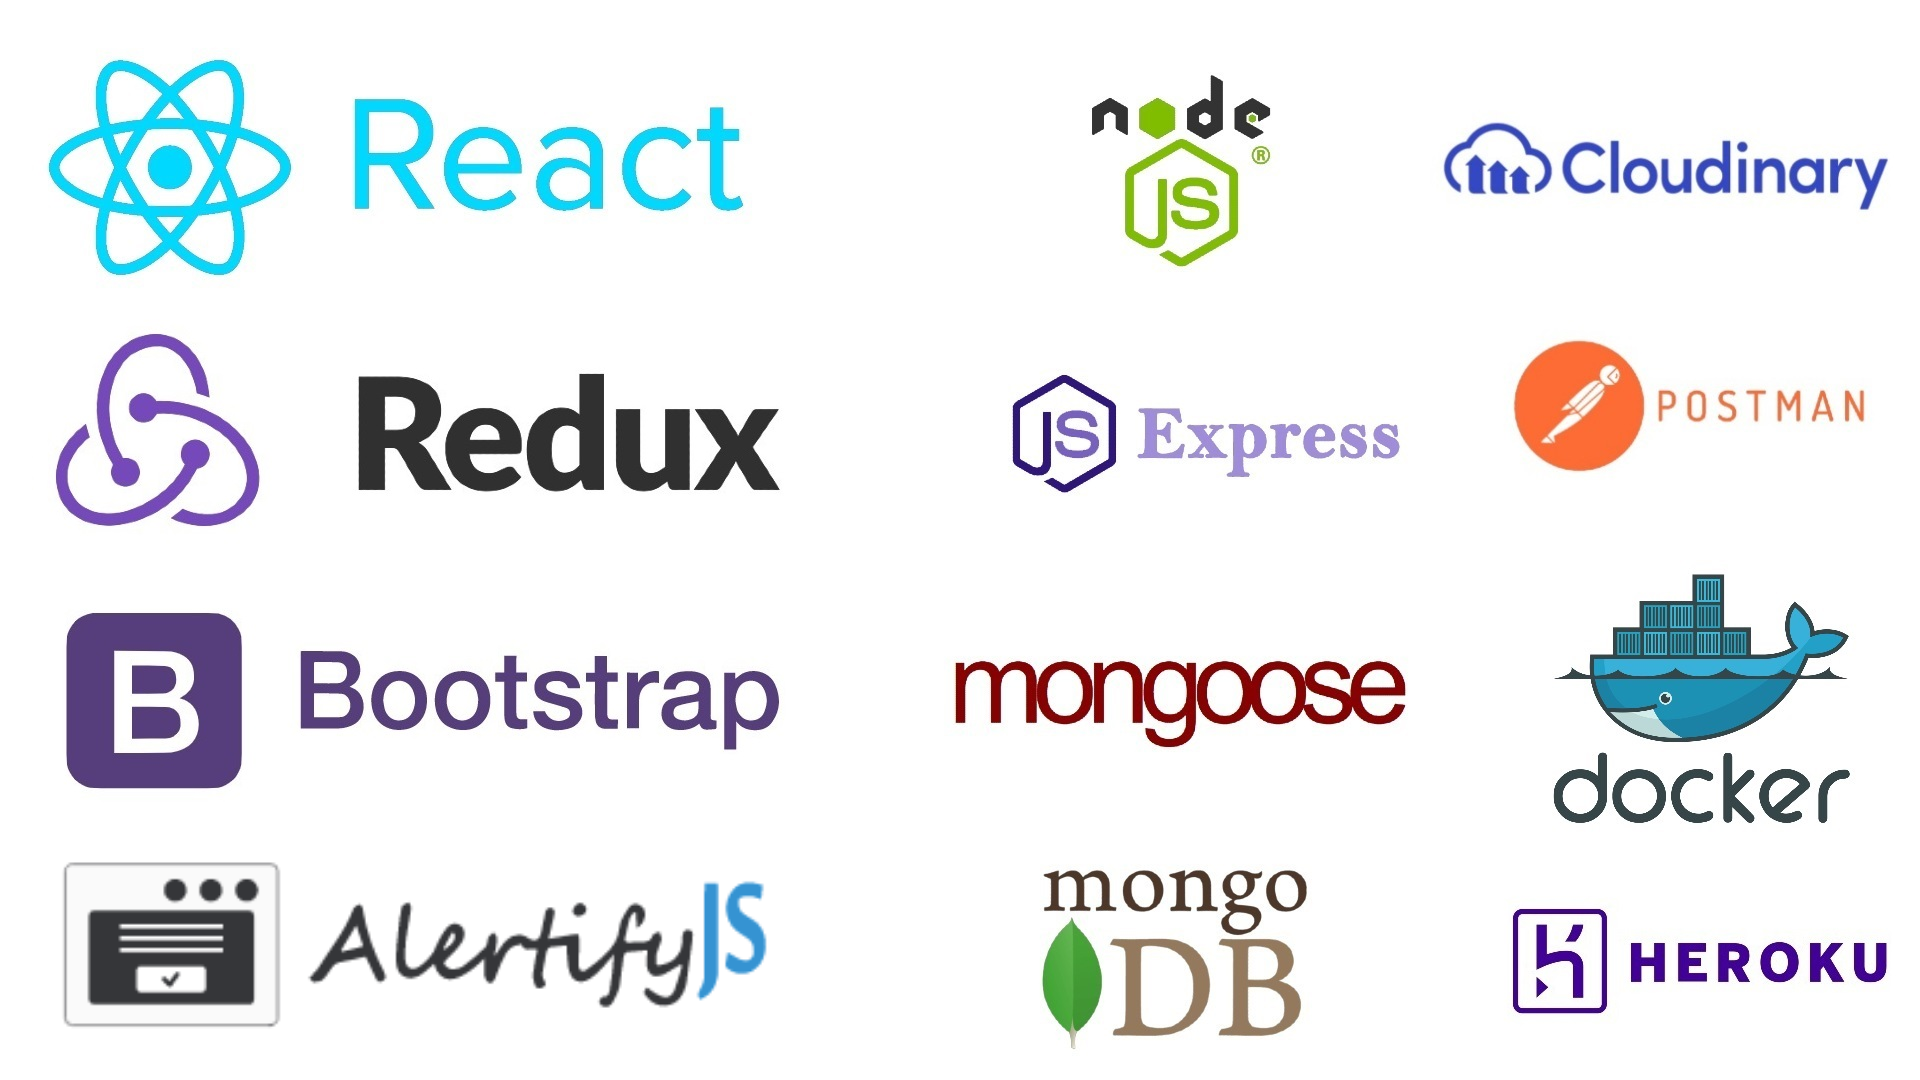 React
node
JS
®
Cloudinary
Redux
JS Express
POSTMAN
B Bootstrap
mongoose
docker
AlertifyJS
mongo
DB
HEROKU